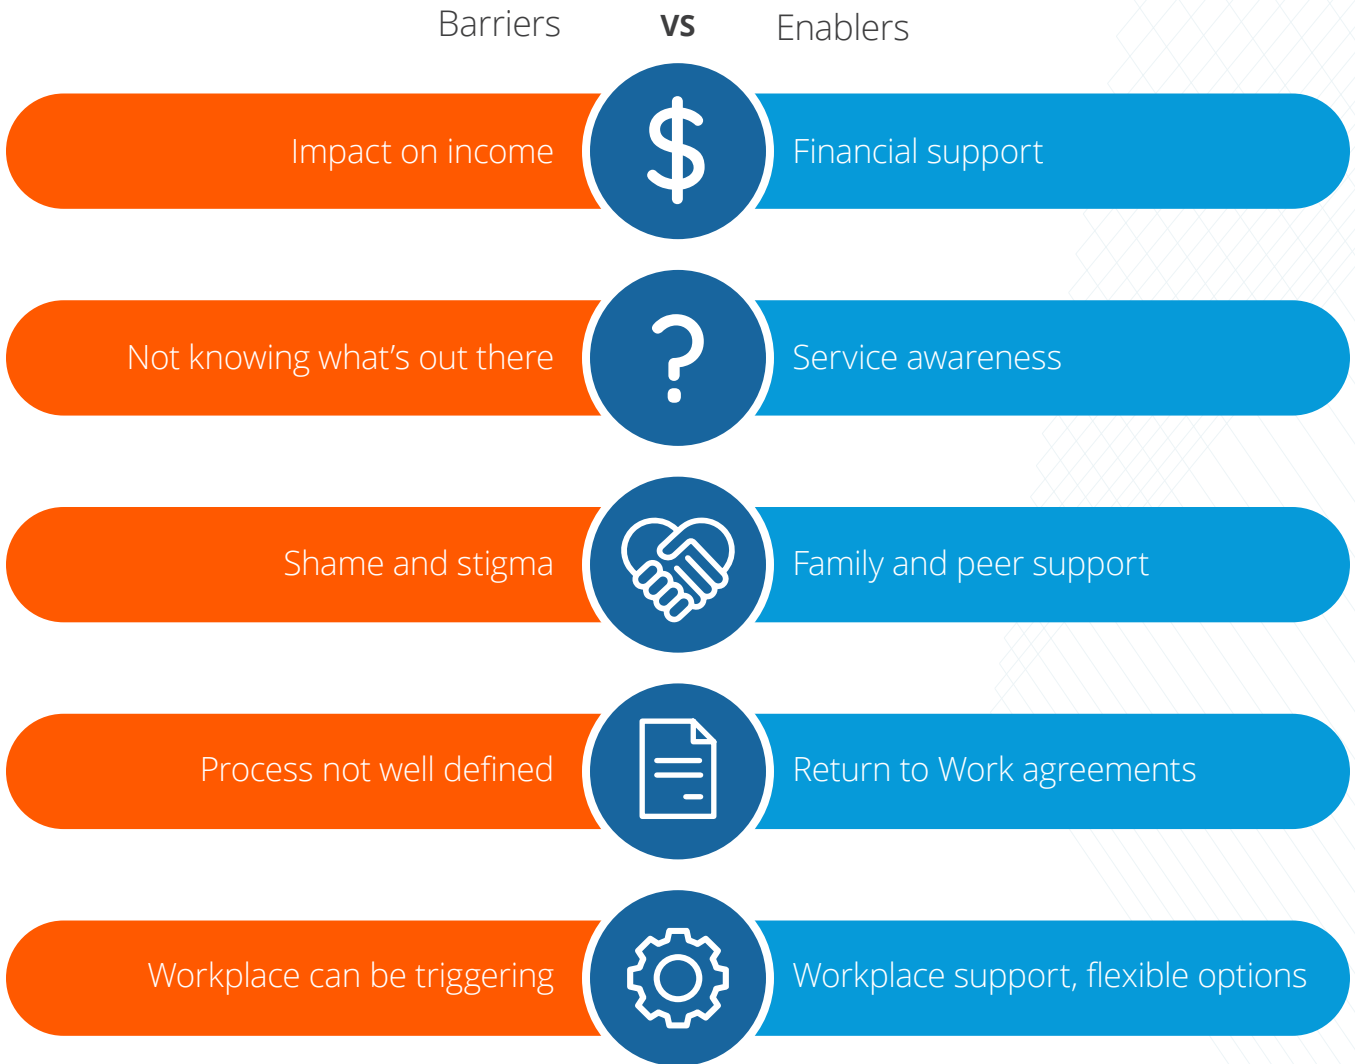 Barriers vs Enablers
Impact on income $ Financial support
Not knowing what’s out there ? Service awareness
Shame and stigma Family and peer support
Process not well defined Return to Work agreements
Workplace can be triggering Workplace support, flexible options